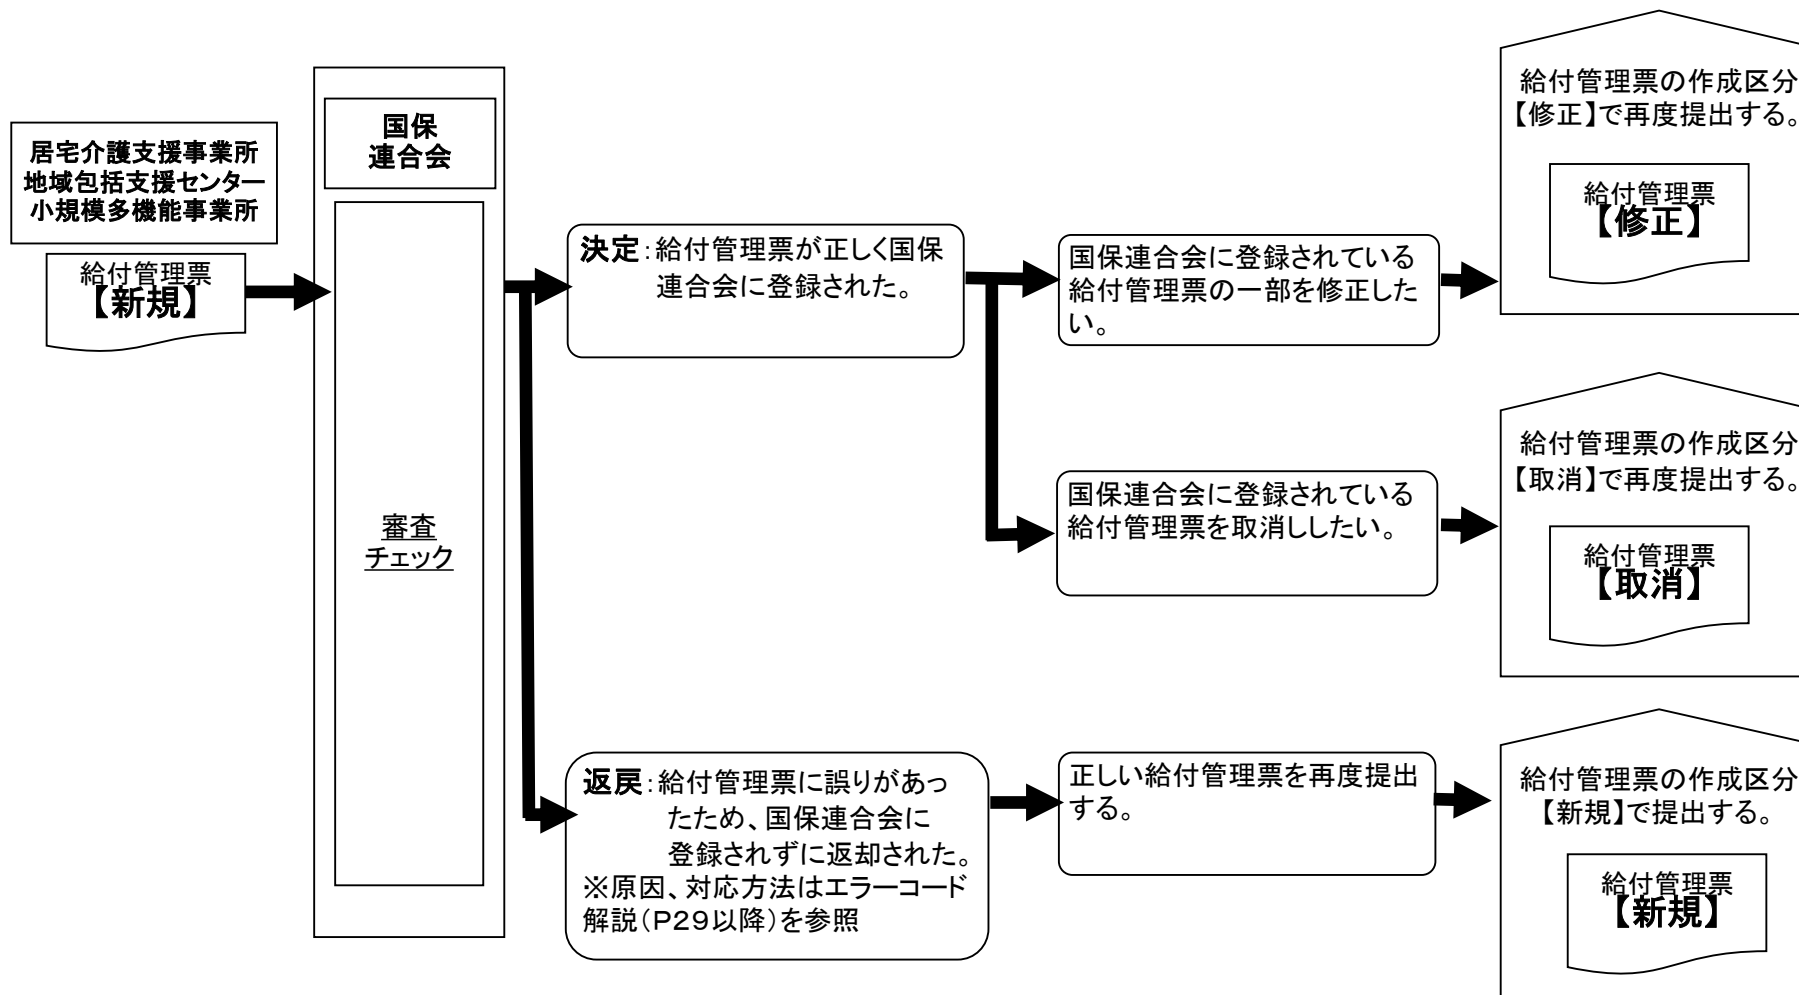 居宅介護支援事業所
地域包括支援センター
小規模多機能事業所
給付管理票
【新規】
国保
連合会
審査
チェック
決定：給付管理票が正しく国保
連合会に登録された。
国保連合会に登録されている
給付管理票の一部を修正した
い。
給付管理票の作成区分
【修正】で再度提出する。
給付管理票
【修正】
国保連合会に登録されている
給付管理票を取消ししたい。
給付管理票の作成区分
【取消】で再度提出する。
給付管理票
【取消】
返戻：給付管理票に誤りがあっ
たため、国保連合会に
登録されずに返却された。
※原因、対応方法はエラーコード
解説（Ｐ２９以降）を参照
正しい給付管理票を再度提出
する。
給付管理票の作成区分
【新規】で提出する。
給付管理票
【新規】